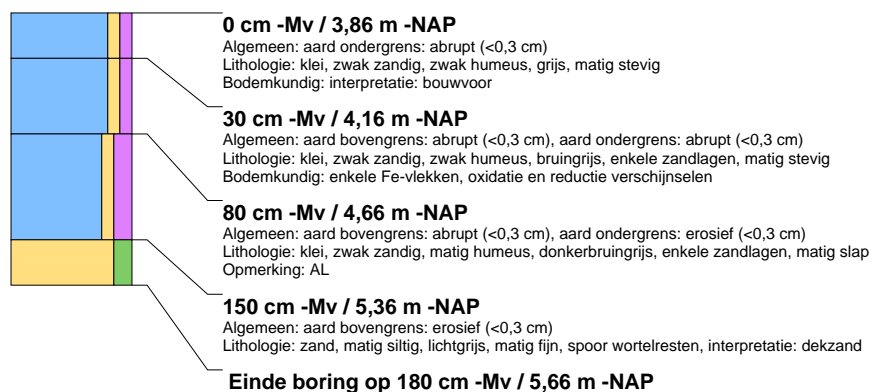 0 cm -Mv / 3,86 m -NAP
Algemeen: aard ondergrens: abrupt (<0,3 cm)
Lithologie: klei, zwak zandig, zwak humeus, grijs, matig stevig
Bodemkundig: interpretatie: bouwvoor
30 cm -Mv / 4,16 m -NAP
Algemeen: aard bovengrens: abrupt (<0,3 cm), aard ondergrens: abrupt (<0,3 cm)
Lithologie: klei, zwak zandig, zwak humeus, bruingrijs, enkele zandlagen, matig stevig
Bodemkundig: enkele Fe-vlekken, oxidatie en reductie verschijnselen
80 cm -Mv / 4,66 m -NAP
Algemeen: aard bovengrens: abrupt (<0,3 cm), aard ondergrens: erosief (<0,3 cm)
Lithologie: klei, zwak zandig, matig humeus, donkerbruingrijs, enkele zandlagen, matig slap
Opmerking: AL
150 cm -Mv / 5,36 m -NAP
Algemeen: aard bovengrens: erosief (<0,3 cm)
Lithologie: zand, matig siltig, lichtgrijs, matig fijn, spoor wortelresten, interpretatie: dekzand
Einde boring op 180 cm -Mv / 5,66 m -NAP